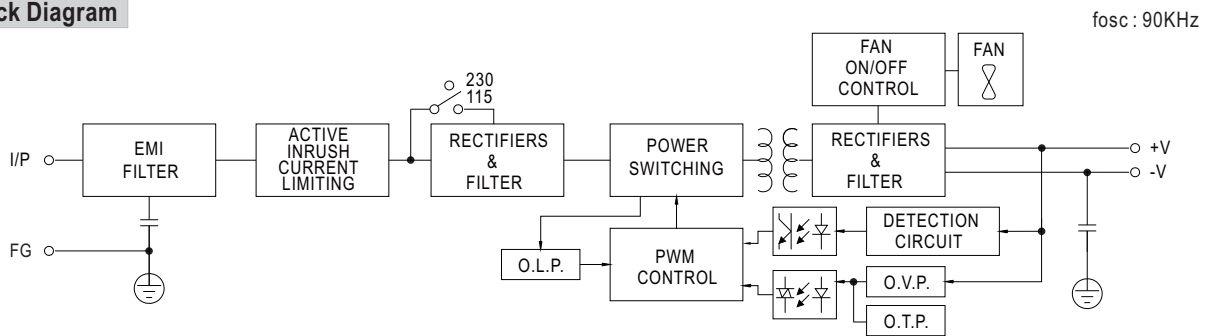 ck Diagram
fosc : 90KHz
FAN
ON/OFF
CONTROL
FAN
230
115
I/P
EMI
FILTER
ACTIVE
INRUSH
CURRENT
LIMITING
RECTIFIERS
&
FILTER
POWER
SWITCHING
RECTIFIERS
&
FILTER
+V
-V
FG
O.L.P.
PWM
CONTROL
DETECTION
CIRCUIT
O.V.P.
O.T.P.